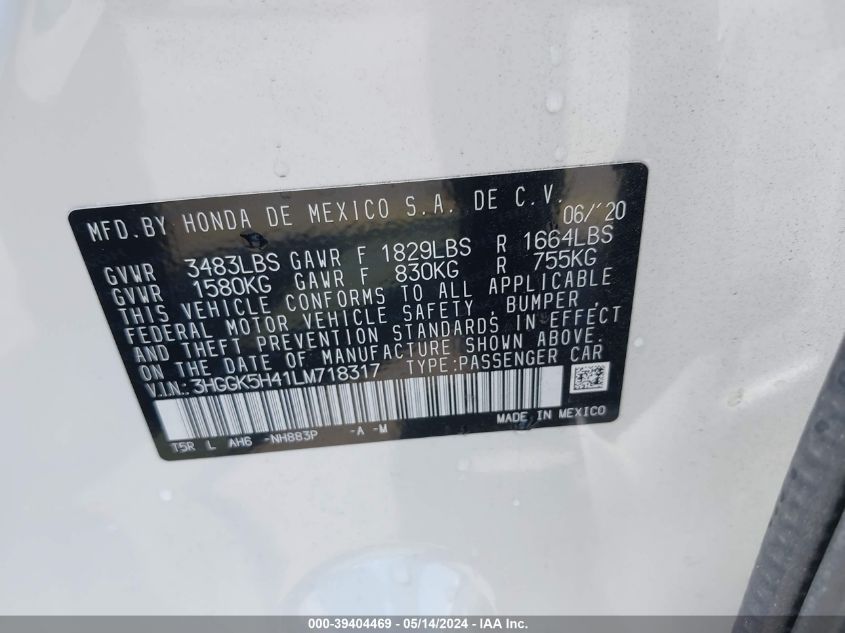 MFD.BY HONDA DE MEXICO S.A. DE C.V. 06/'20
GVWR 3483LBS GAWR F 1829LBS R 1664LBS
GVWR 1580KG GAWR F 830KG R 755KG
THIS VEHICLE CONFORMS TO ALL APPLICABLE
FEDERAL MOTOR VEHICLE SAFETY, BUMPER,
AND THEFT PREVENTION STANDARDS IN EFFECT
ON THE DATE OF MANUFACTURE SHOWN ABOVE.
V.I.N: 3HGGK5H41LM718317 TYPE:PASSENGER CAR
MADE IN MEXICO
T5R L AH6 -NH883P -A -M
000-39404469 - 05/14/2024 - IAA Inc.